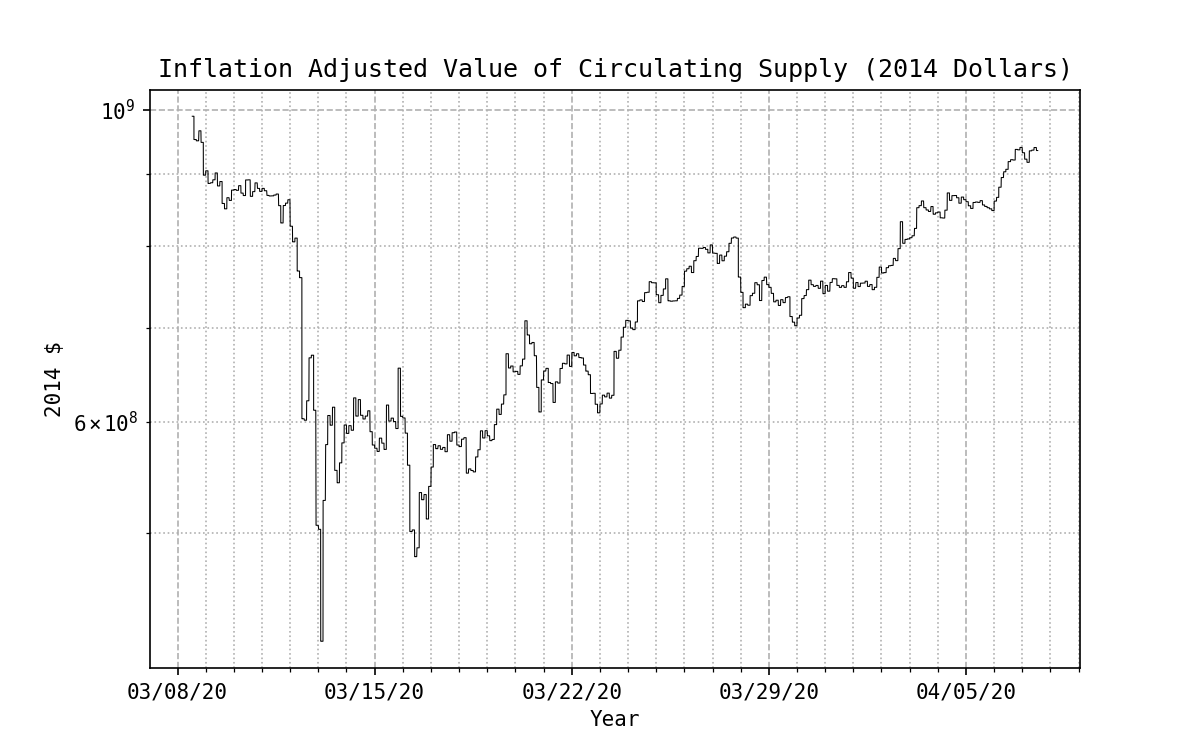 Inflation Adjusted Value of Circulating Supply (2014 Dollars)
10⁹
6×10⁸
2014 $
03/08/20 03/15/20 03/22/20 03/29/20 04/05/20
Year